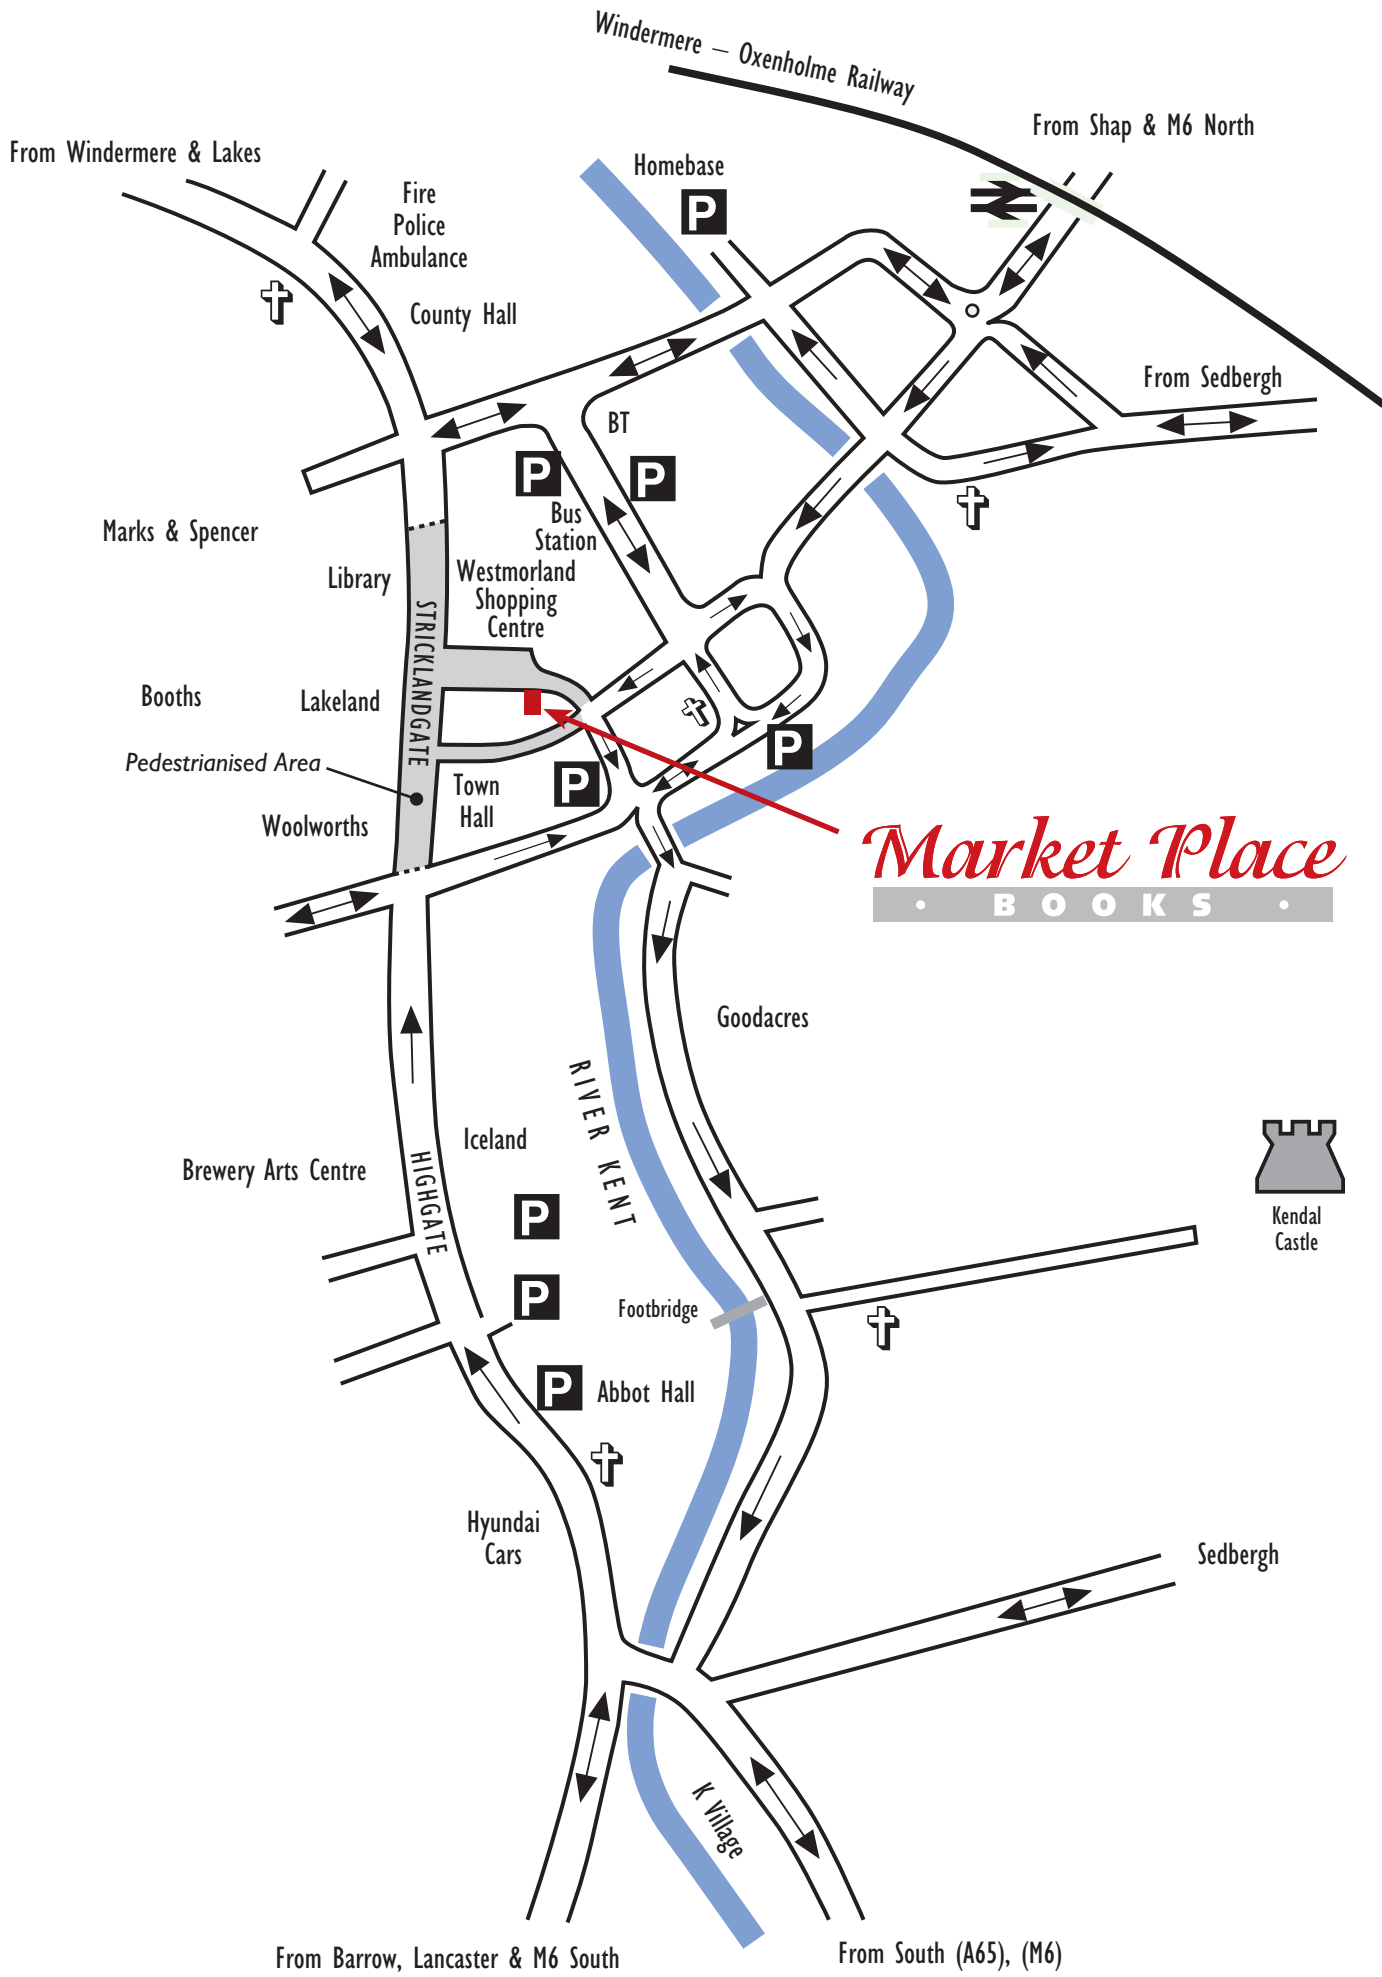 Windermere – Oxenholme Railway
From Shap & M6 North
From Windermere & Lakes
Homebase
P
Fire
Police
Ambulance
County Hall
From Sedbergh
BT
P
P
Bus
Station
Marks & Spencer
Library
Westmorland
Shopping
Centre
STRICKLANDGATE
Booths
Lakeland
Pedestrianised Area
P
P
Town
Hall
Woolworths
Market Place
• BOOKS •
Goodacres
RIVER KENT
Iceland
Brewery Arts Centre
HIGHGATE
P
Kendal
Castle
P
Footbridge
P
Abbot Hall
Hyundai
Cars
Sedbergh
K Village
From Barrow, Lancaster & M6 South
From South (A65), (M6)